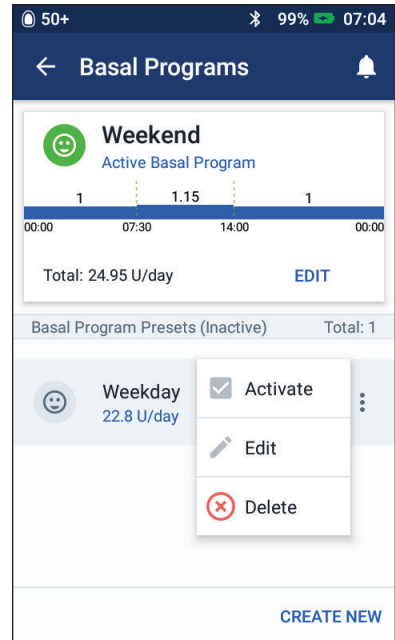 50+ 99% 07:04
Basal Programs
Weekend
Active Basal Program
1 1.15 1
00:00 07:30 14:00 00:00
Total: 24.95 U/day EDIT
Basal Program Presets (Inactive) Total: 1
Weekday
22.8 U/day
Activate
Edit
Delete
CREATE NEW